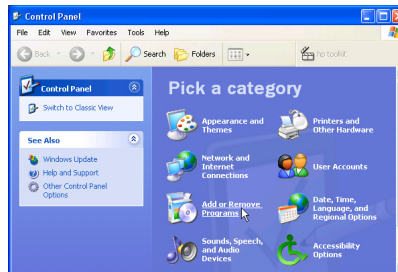 Control Panel
File Edit View Favorites Tools Help
Back Search Folders hp toolkit
Control Panel
Switch to Classic View
See Also
Windows Update
Help and Support
Other Control Panel
Options
Pick a category
Appearance and
Themes
Printers and
Other Hardware
Network and
Internet
Connections
User Accounts
Add or Remove
Programs
Date, Time,
Language, and
Regional Options
Sounds, Speech,
and Audio
Devices
Accessibility
Options